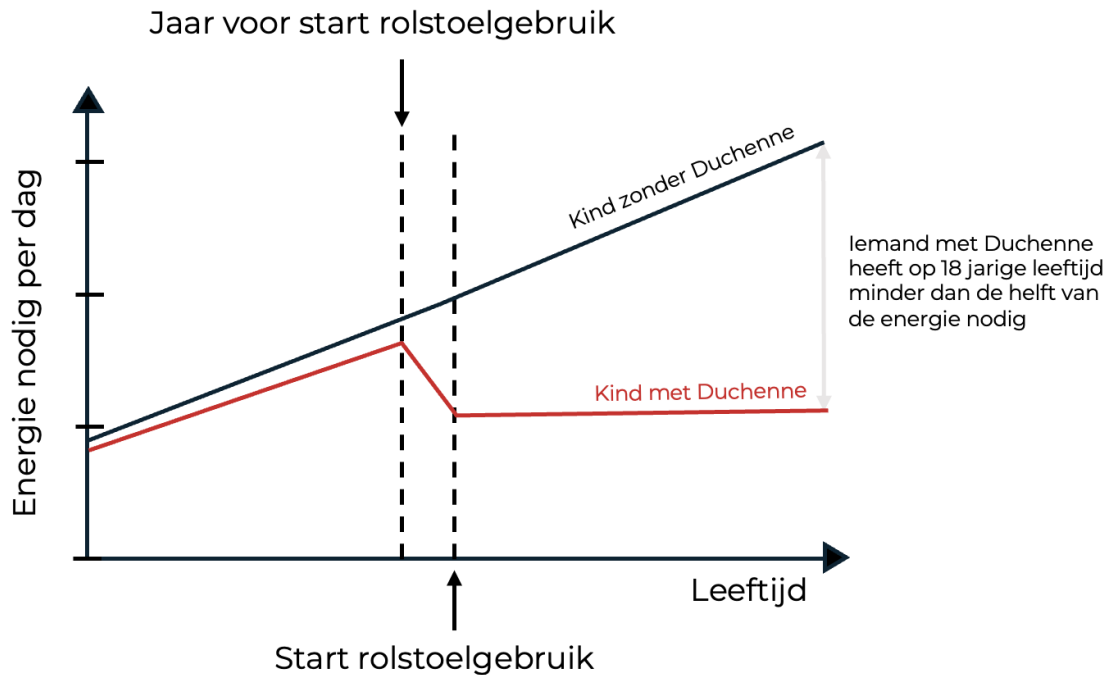 Jaar voor start rolstoelgebruik
Energie nodig per dag
Kind zonder Duchenne
Iemand met Duchenne
heeft op 18 jarige leeftijd
minder dan de helft van
de energie nodig
Kind met Duchenne
Leeftijd
Start rolstoelgebruik